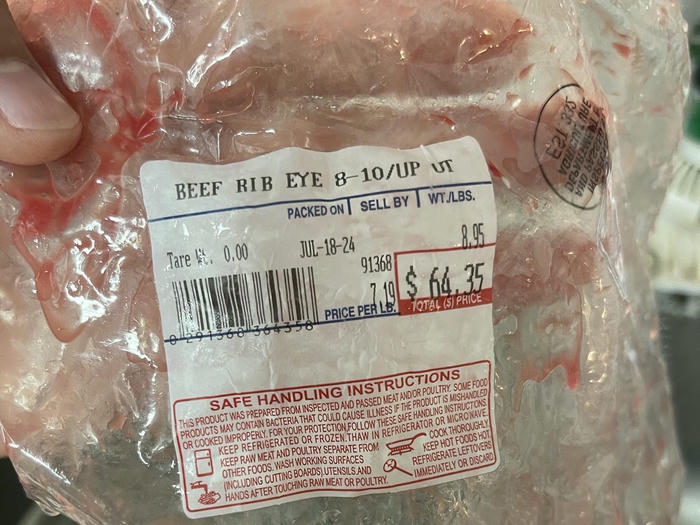 BEEF RIB EYE 8-10/UP UT
PACKED ON SELL BY WT./LBS.
Tare Wt. 0.00 JUL-18-24 8.95
91368
7.19 $ 64.35
PRICE PER LB. TOTAL (S) PRICE
0 291368 364358
SAFE HANDLING INSTRUCTIONS
THIS PRODUCT WAS PREPARED FROM INSPECTED AND PASSED MEAT AND/OR POULTRY. SOME FOOD
PRODUCTS MAY CONTAIN BACTERIA THAT COULD CAUSE ILLNESS IF THE PRODUCT IS MISHANDLED
OR COOKED IMPROPERLY. FOR YOUR PROTECTION, FOLLOW THESE SAFE HANDLING INSTRUCTIONS.
KEEP REFRIGERATED OR FROZEN. THAW IN REFRIGERATOR OR MICROWAVE.
KEEP RAW MEAT AND POULTRY SEPARATE FROM
OTHER FOODS. WASH WORKING SURFACES
(INCLUDING CUTTING BOARDS), UTENSILS, AND
HANDS AFTER TOUCHING RAW MEAT OR POULTRY.
COOK THOROUGHLY.
KEEP HOT FOODS HOT.
REFRIGERATE LEFTOVERS
IMMEDIATELY OR DISCARD.